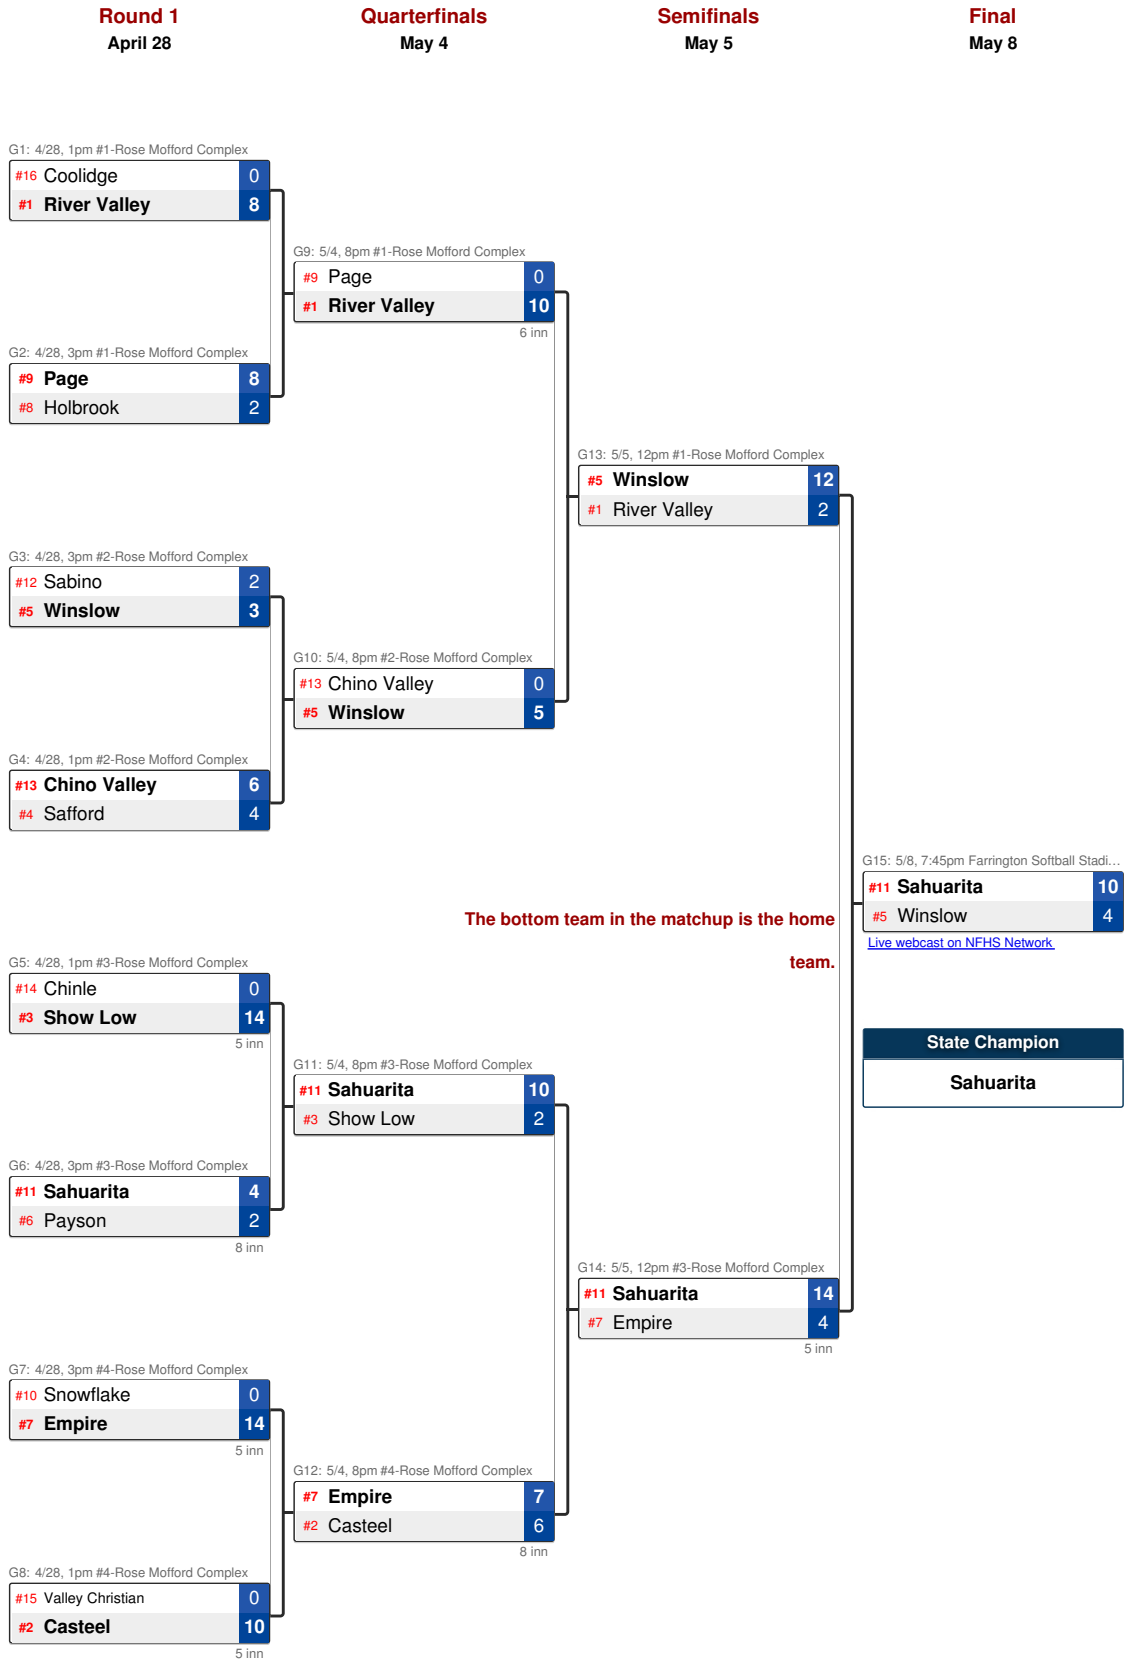 Round 1
April 28
Quarterfinals
May 4
Semifinals
May 5
Final
May 8
G1: 4/28, 1pm #1-Rose Mofford Complex
#16 Coolidge 0
#1 River Valley 8
G9: 5/4, 8pm #1-Rose Mofford Complex
#9 Page 0
#1 River Valley 10
6 inn
G2: 4/28, 3pm #1-Rose Mofford Complex
#9 Page 8
#8 Holbrook 2
G13: 5/5, 12pm #1-Rose Mofford Complex
#5 Winslow 12
#1 River Valley 2
G3: 4/28, 3pm #2-Rose Mofford Complex
#12 Sabino 2
#5 Winslow 3
G10: 5/4, 8pm #2-Rose Mofford Complex
#13 Chino Valley 0
#5 Winslow 5
G4: 4/28, 1pm #2-Rose Mofford Complex
#13 Chino Valley 6
#4 Safford 4
G15: 5/8, 7:45pm Farrington Softball Stadi...
#11 Sahuarita 10
#5 Winslow 4
Live webcast on NFHS Network
The bottom team in the matchup is the home
team.
G5: 4/28, 1pm #3-Rose Mofford Complex
#14 Chinle 0
#3 Show Low 14
5 inn
State Champion
Sahuarita
G11: 5/4, 8pm #3-Rose Mofford Complex
#11 Sahuarita 10
#3 Show Low 2
G6: 4/28, 3pm #3-Rose Mofford Complex
#11 Sahuarita 4
#6 Payson 2
8 inn
G14: 5/5, 12pm #3-Rose Mofford Complex
#11 Sahuarita 14
#7 Empire 4
5 inn
G7: 4/28, 3pm #4-Rose Mofford Complex
#10 Snowflake 0
#7 Empire 14
5 inn
G12: 5/4, 8pm #4-Rose Mofford Complex
#7 Empire 7
#2 Casteel 6
8 inn
G8: 4/28, 1pm #4-Rose Mofford Complex
#15 Valley Christian 0
#2 Casteel 10
5 inn